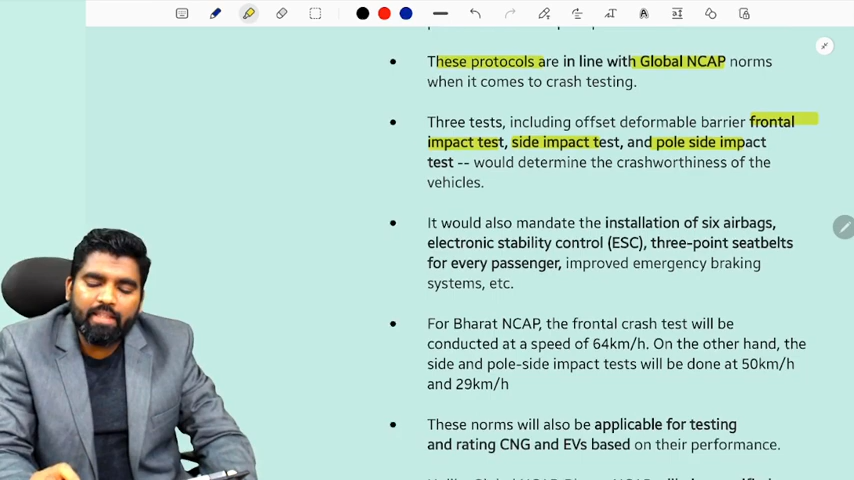 These protocols are in line with Global NCAP norms
when it comes to crash testing.
Three tests, including offset deformable barrier frontal
impact test, side impact test, and pole side impact
test -- would determine the crashworthiness of the
vehicles.
It would also mandate the installation of six airbags,
electronic stability control (ESC), three-point seatbelts
for every passenger, improved emergency braking
systems, etc.
For Bharat NCAP, the frontal crash test will be
conducted at a speed of 64km/h. On the other hand, the
side and pole-side impact tests will be done at 50km/h
and 29km/h
These norms will also be applicable for testing
and rating CNG and EVs based on their performance.